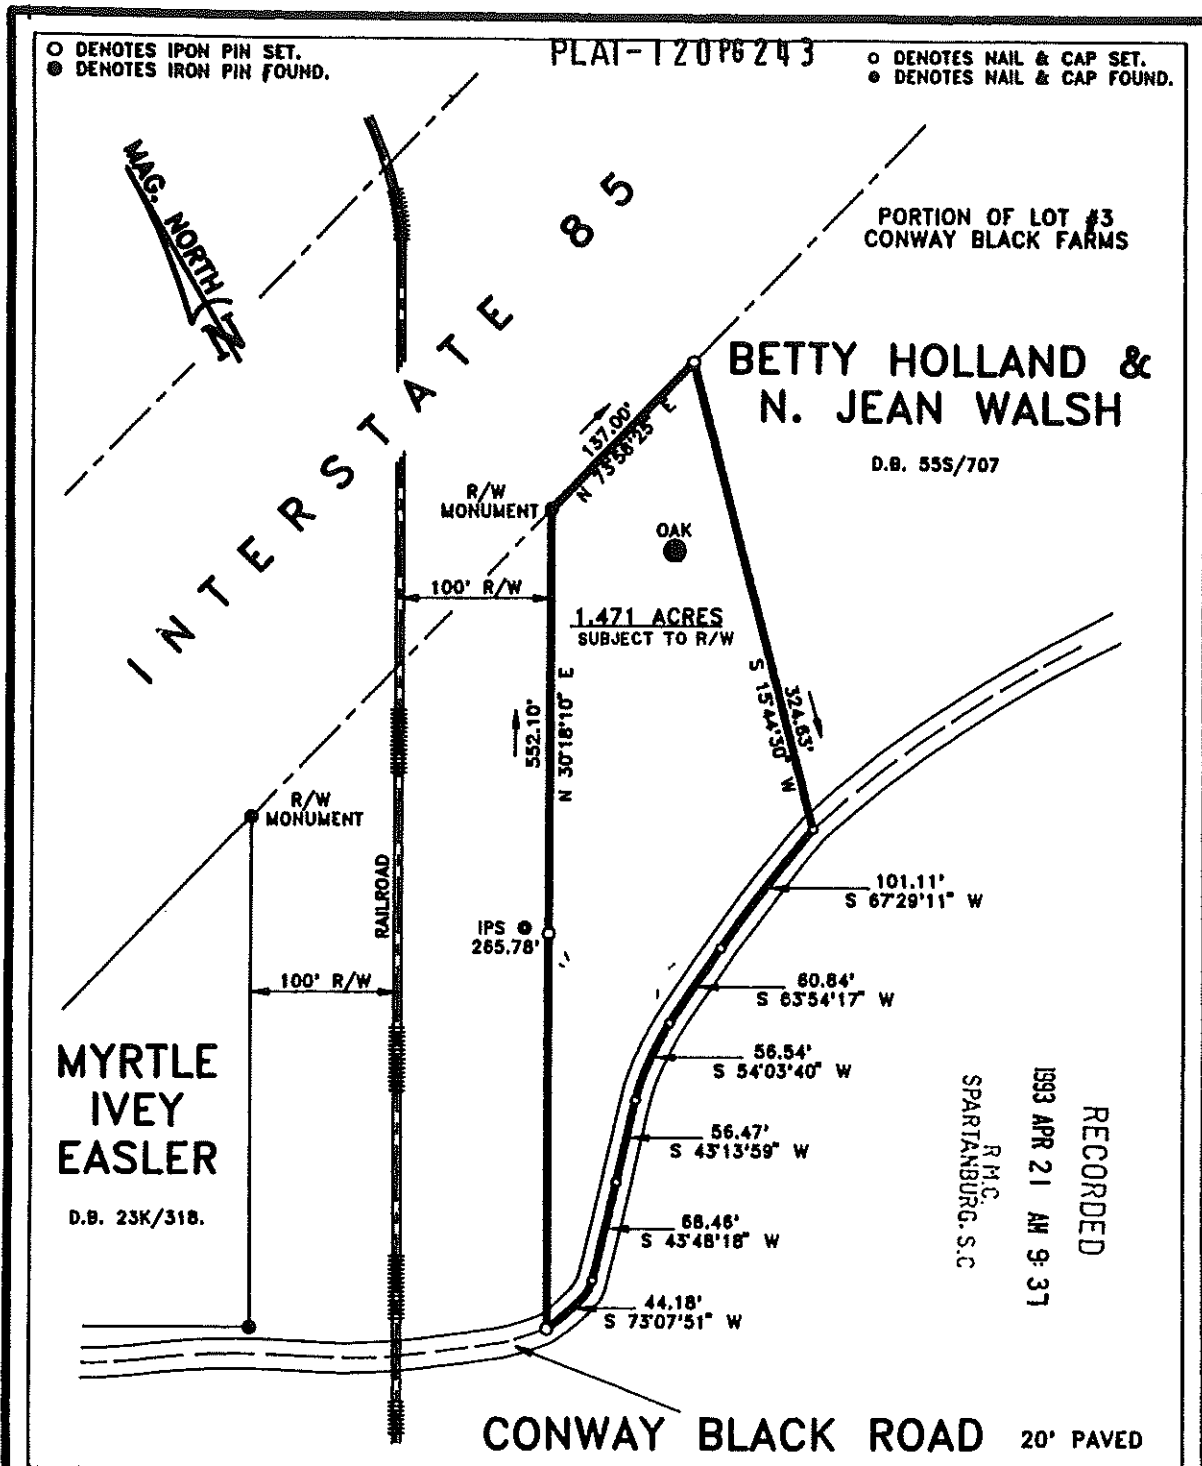 PLAT-120PG243
○ DENOTES IPON PIN SET.
● DENOTES IRON PIN FOUND.
○ DENOTES NAIL & CAP SET.
● DENOTES NAIL & CAP FOUND.
MAG. NORTH
N
INTERSTATE 85
PORTION OF LOT #3
CONWAY BLACK FARMS
BETTY HOLLAND &
N. JEAN WALSH
D.B. 55S/707
137.00'
N 73°58'25" E
R/W
MONUMENT
OAK
100' R/W
1.471 ACRES
SUBJECT TO R/W
552.10'
N 30°18'10" E
324.63'
S 15°44'30" W
R/W
MONUMENT
RAILROAD
101.11'
S 67°29'11" W
IPS @
265.78'
100' R/W
60.84'
S 63°54'17" W
MYRTLE
IVEY
EASLER
D.B. 23K/318.
56.54'
S 54°03'40" W
56.47'
S 43°13'59" W
68.46'
S 43°48'18" W
44.18'
S 73°07'51" W
RECORDED
1993 APR 21 AM 9:37
R.M.C.
SPARTANBURG, S.C
CONWAY BLACK ROAD 20' PAVED